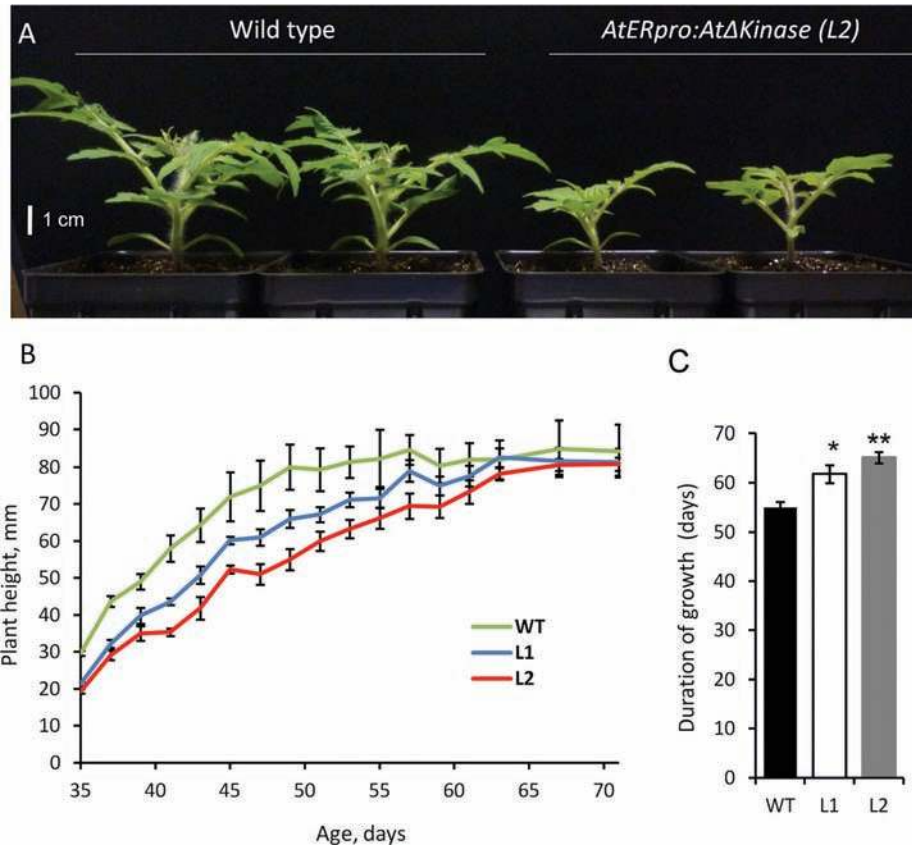 A
Wild type
AtERpro:AtΔKinase (L2)
1 cm
B
100
90
80
70
60
50
40
30
20
10
0
Plant height, mm
35 40 45 50 55 60 65 70
Age, days
WT
L1
L2
C
70
60
50
40
30
20
10
0
Duration of growth (days)
*
**
WT L1 L2